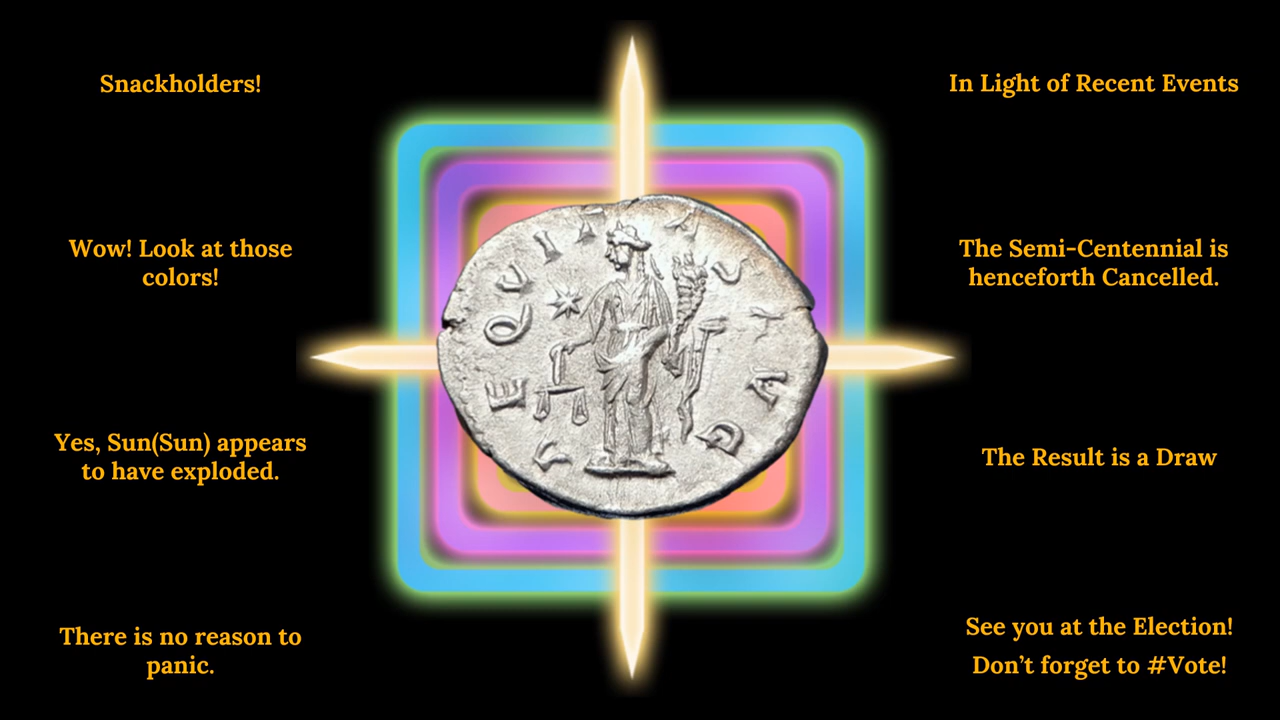 Snackholders!
Wow! Look at those
colors!
Yes, Sun(Sun) appears
to have exploded.
There is no reason to
panic.
In Light of Recent Events
The Semi-Centennial is
henceforth Cancelled.
The Result is a Draw
See you at the Election!
Don’t forget to #Vote!